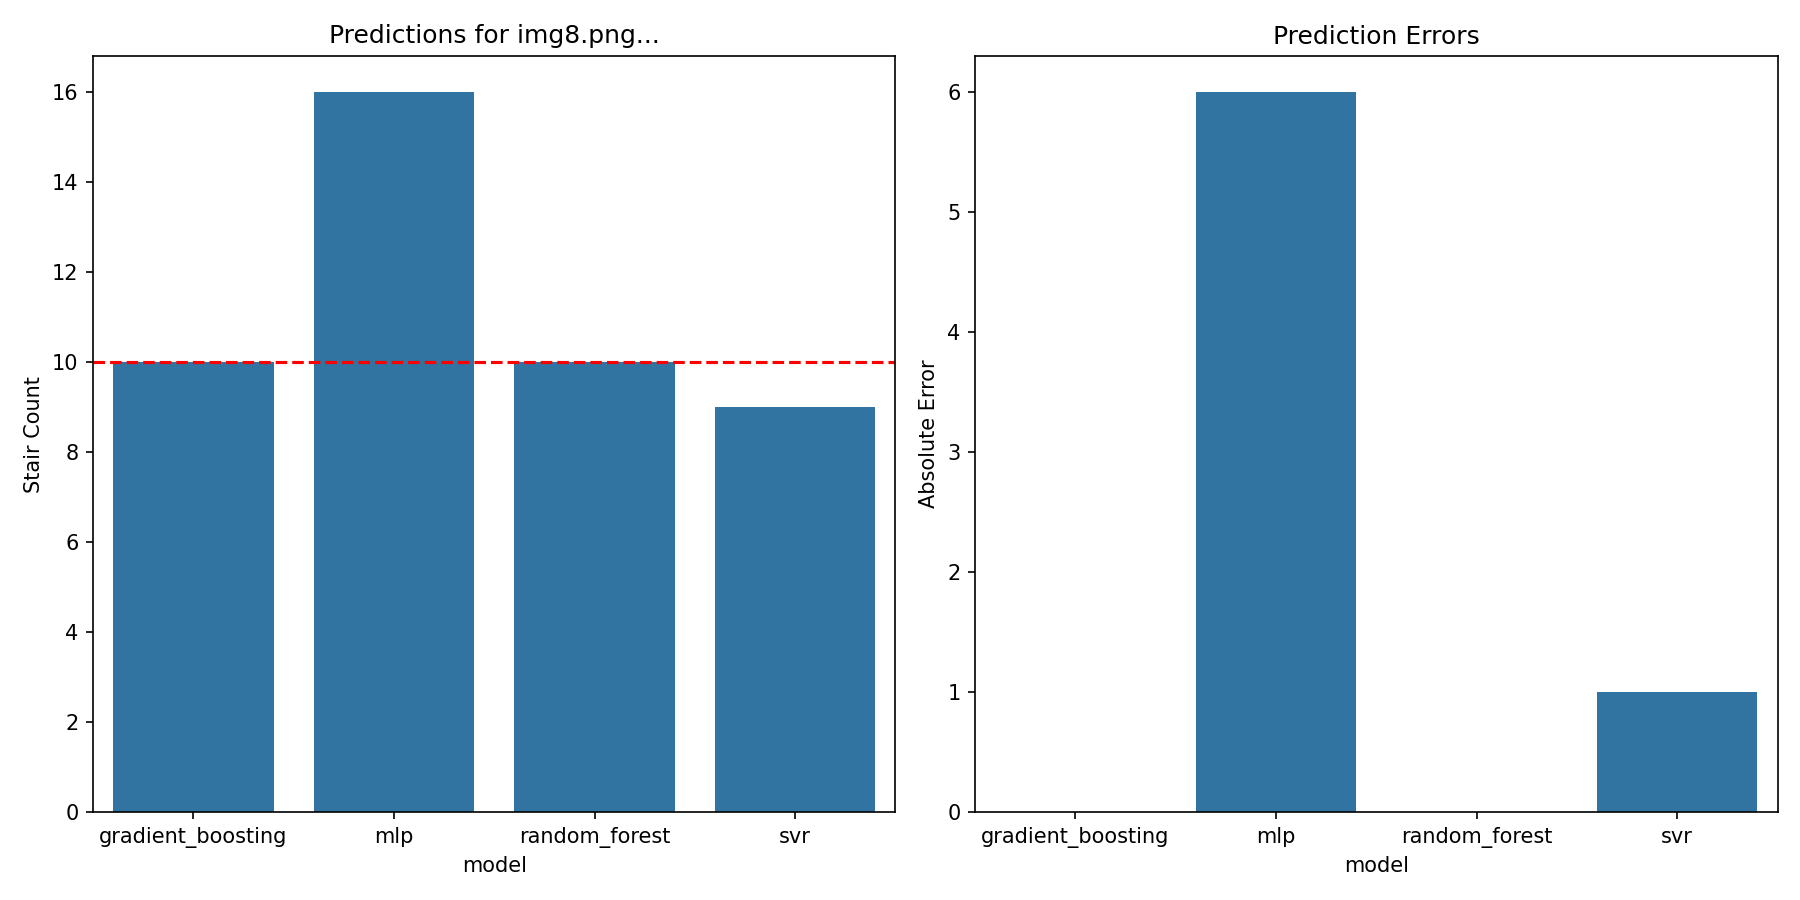 Predictions for img8.png...
Stair Count
16
14
12
10
8
6
4
2
0
gradient_boosting
mlp
random_forest
svr
model
Prediction Errors
Absolute Error
6
5
4
3
2
1
0
gradient_boosting
mlp
random_forest
svr
model